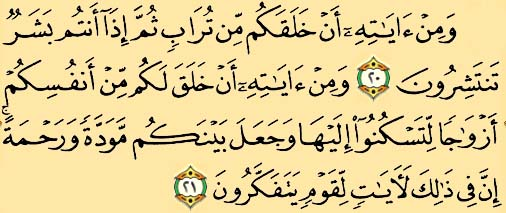 وَمِنْ ءَايَٰتِهِۦٓ أَنْ خَلَقَكُم مِّن تُرَابٍ ثُمَّ إِذَآ أَنتُم بَشَرٌ
تَنتَشِرُونَ ٢٠ وَمِنْ ءَايَٰتِهِۦٓ أَنْ خَلَقَ لَكُم مِّنْ أَنفُسِكُمْ
أَزْوَٰجًا لِّتَسْكُنُوٓا۟ إِلَيْهَا وَجَعَلَ بَيْنَكُم مَّوَدَّةً وَرَحْمَةً ۚ
إِنَّ فِى ذَٰلِكَ لَءَايَٰتٍ لِّقَوْمٍ يَتَفَكَّرُونَ ٢١